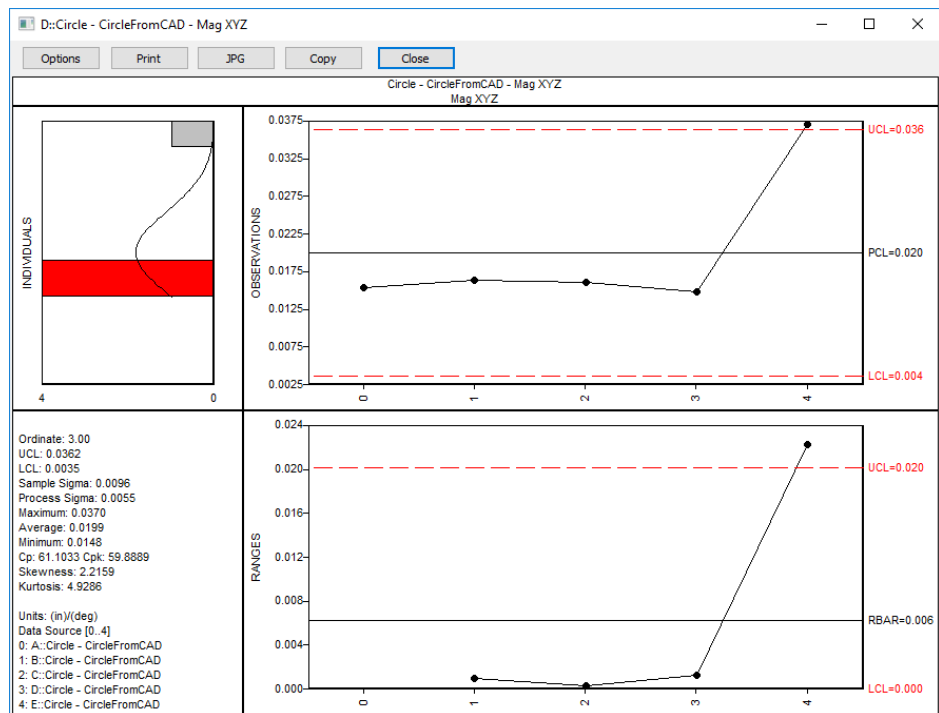 D::Circle - CircleFromCAD - Mag XYZ
Options Print JPG Copy Close
Circle - CircleFromCAD - Mag XYZ
Mag XYZ
INDIVIDUALS
4 0
OBSERVATIONS
0.0375
0.0325
0.0275
0.0225
0.0175
0.0125
0.0075
0.0025
UCL=0.036
PCL=0.020
LCL=0.004
0 1 2 3 4
Ordinate: 3.00
UCL: 0.0362
LCL: 0.0035
Sample Sigma: 0.0096
Process Sigma: 0.0055
Maximum: 0.0370
Average: 0.0199
Minimum: 0.0148
Cp: 61.1033 Cpk: 59.8889
Skewness: 2.2159
Kurtosis: 4.9286
Units: (in)/(deg)
Data Source [0..4]
0: A::Circle - CircleFromCAD
1: B::Circle - CircleFromCAD
2: C::Circle - CircleFromCAD
3: D::Circle - CircleFromCAD
4: E::Circle - CircleFromCAD
RANGES
0.024
0.020
0.016
0.012
0.008
0.004
0.000
UCL=0.020
RBAR=0.006
LCL=0.000
0 1 2 3 4